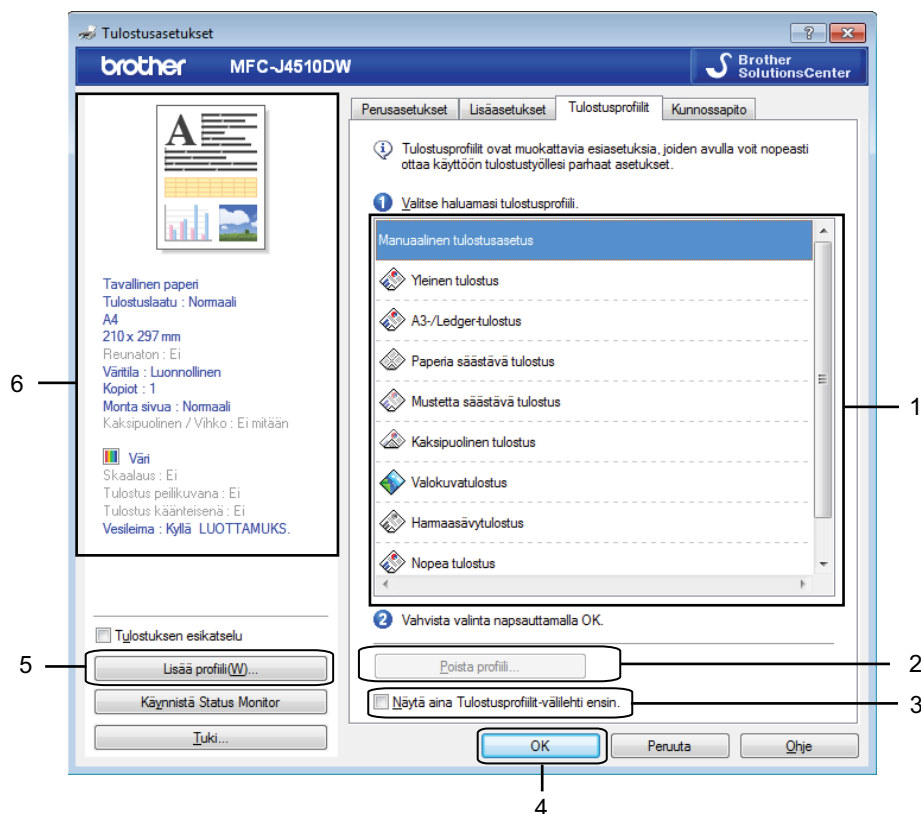 Tulostusasetukset
brother MFC-J4510DW
Brother
SolutionsCenter
A
Tavallinen paperi
Tulostuslaatu : Normaali
A4
210 x 297 mm
Reunaton : Ei
Väritila : Luonnollinen
Kopiot : 1
Monta sivua : Normaali
Kaksipuolinen / Vihko : Ei mitään
Väri
Skaalaus : Ei
Tulostus peilikuvana : Ei
Tulostus käänteisenä : Ei
Vesileima : Kyllä LUOTTAMUKS.
6
Tulostuksen esikatselu
Lisää profiili(W)...
5
Käynnistä Status Monitor
Tuki...
Perusasetukset Lisäasetukset Tulostusprofiilit Kunnossapito
Tulostusprofiilit ovat muokattavia esiasetuksia, joiden avulla voit nopeasti
ottaa käyttöön tulostustyöllesi parhaat asetukset.
1 Valitse haluamasi tulostusprofiili.
Manuaalinen tulostusasetus
Yleinen tulostus
A3-/Ledger-tulostus
Paperia säästävä tulostus
Mustetta säästävä tulostus
Kaksipuolinen tulostus
Valokuvatulostus
Harmaasävytulostus
Nopea tulostus
1
2 Vahvista valinta napsauttamalla OK.
Poista profiili...
2
Näytä aina Tulostusprofiilit-välilehti ensin.
3
OK Peruuta Ohje
4